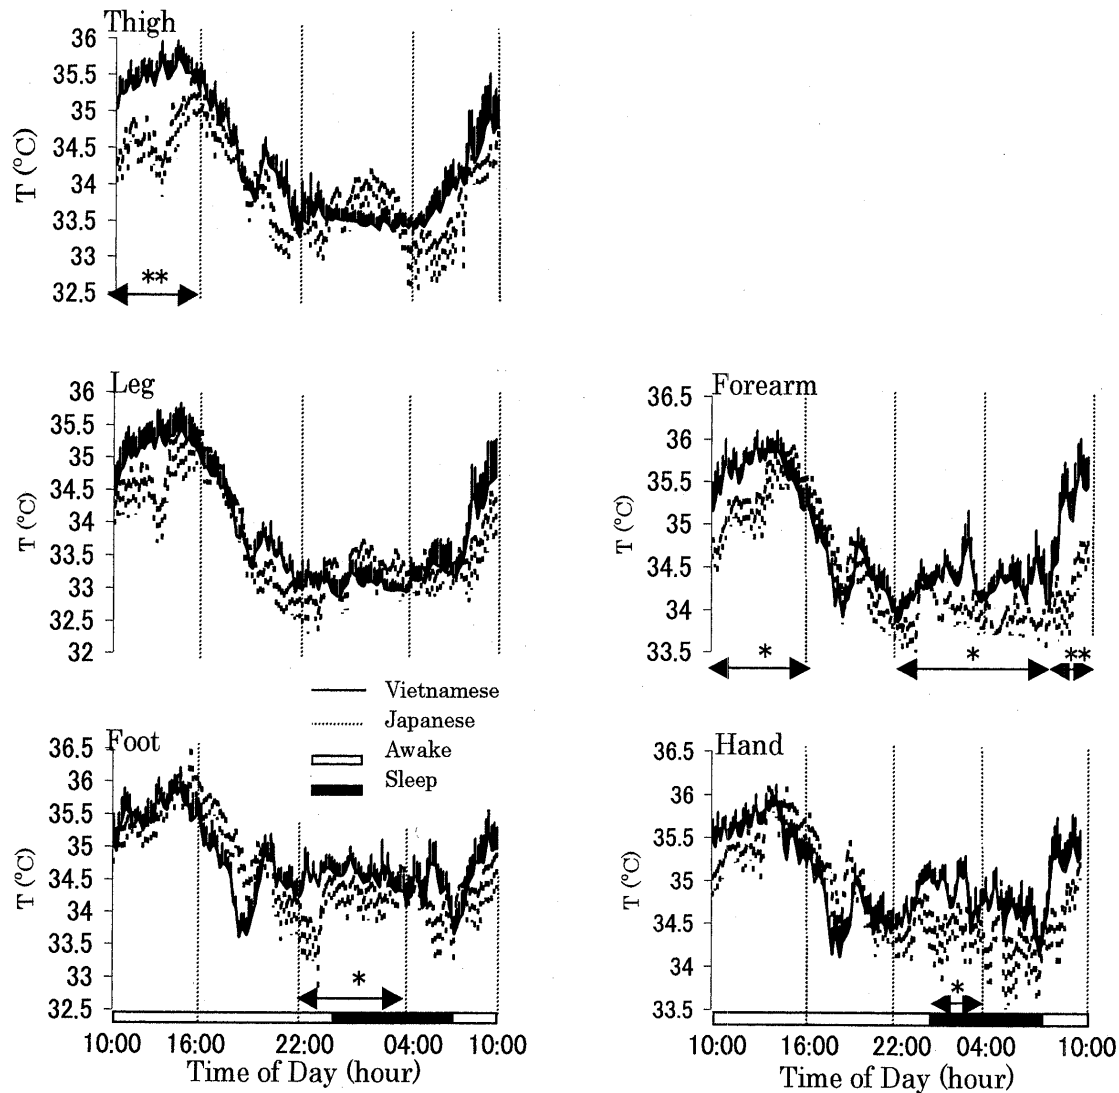 Thigh
36
35.5
35
34.5
34
33.5
33
32.5
T (°C)
**
Leg
36
35.5
35
34.5
34
33.5
33
32.5
32
T (°C)
Forearm
36.5
36
35.5
35
34.5
34
33.5
T (°C)
*
*
**
Vietnamese
Japanese
Awake
Sleep
Foot
36.5
36
35.5
35
34.5
34
33.5
33
32.5
T (°C)
*
10:00 16:00 22:00 04:00 10:00
Time of Day (hour)
Hand
36.5
36
35.5
35
34.5
34
33.5
T (°C)
*
10:00 16:00 22:00 04:00 10:00
Time of Day (hour)